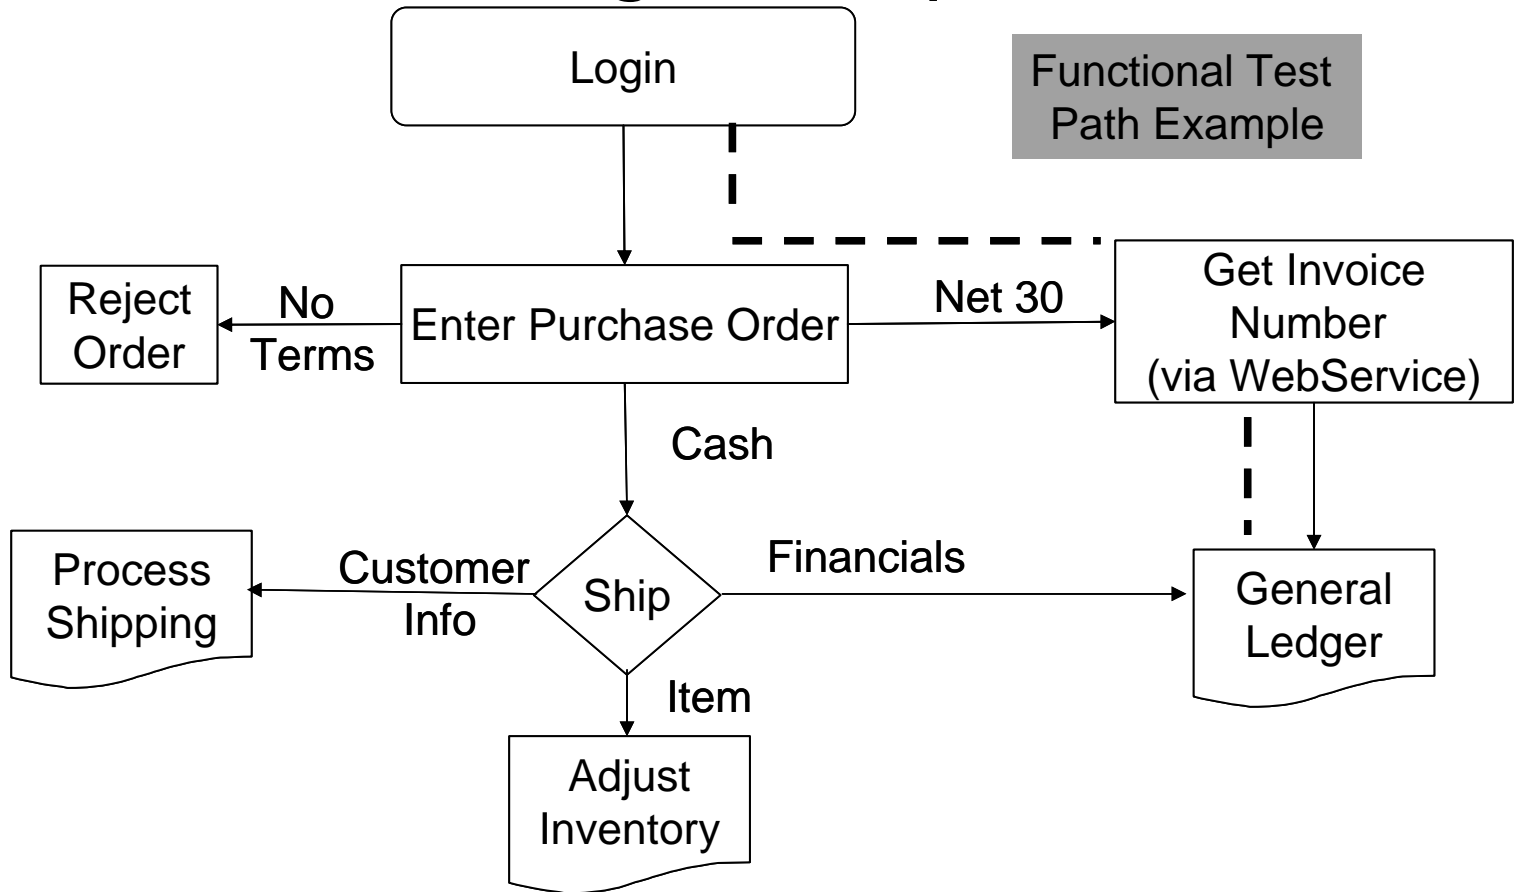 Login
Functional Test
Path Example
Reject
Order
No
Terms
Enter Purchase Order
Net 30
Get Invoice
Number
(via WebService)
Cash
Process
Shipping
Customer
Info
Ship
Financials
General
Ledger
Item
Adjust
Inventory